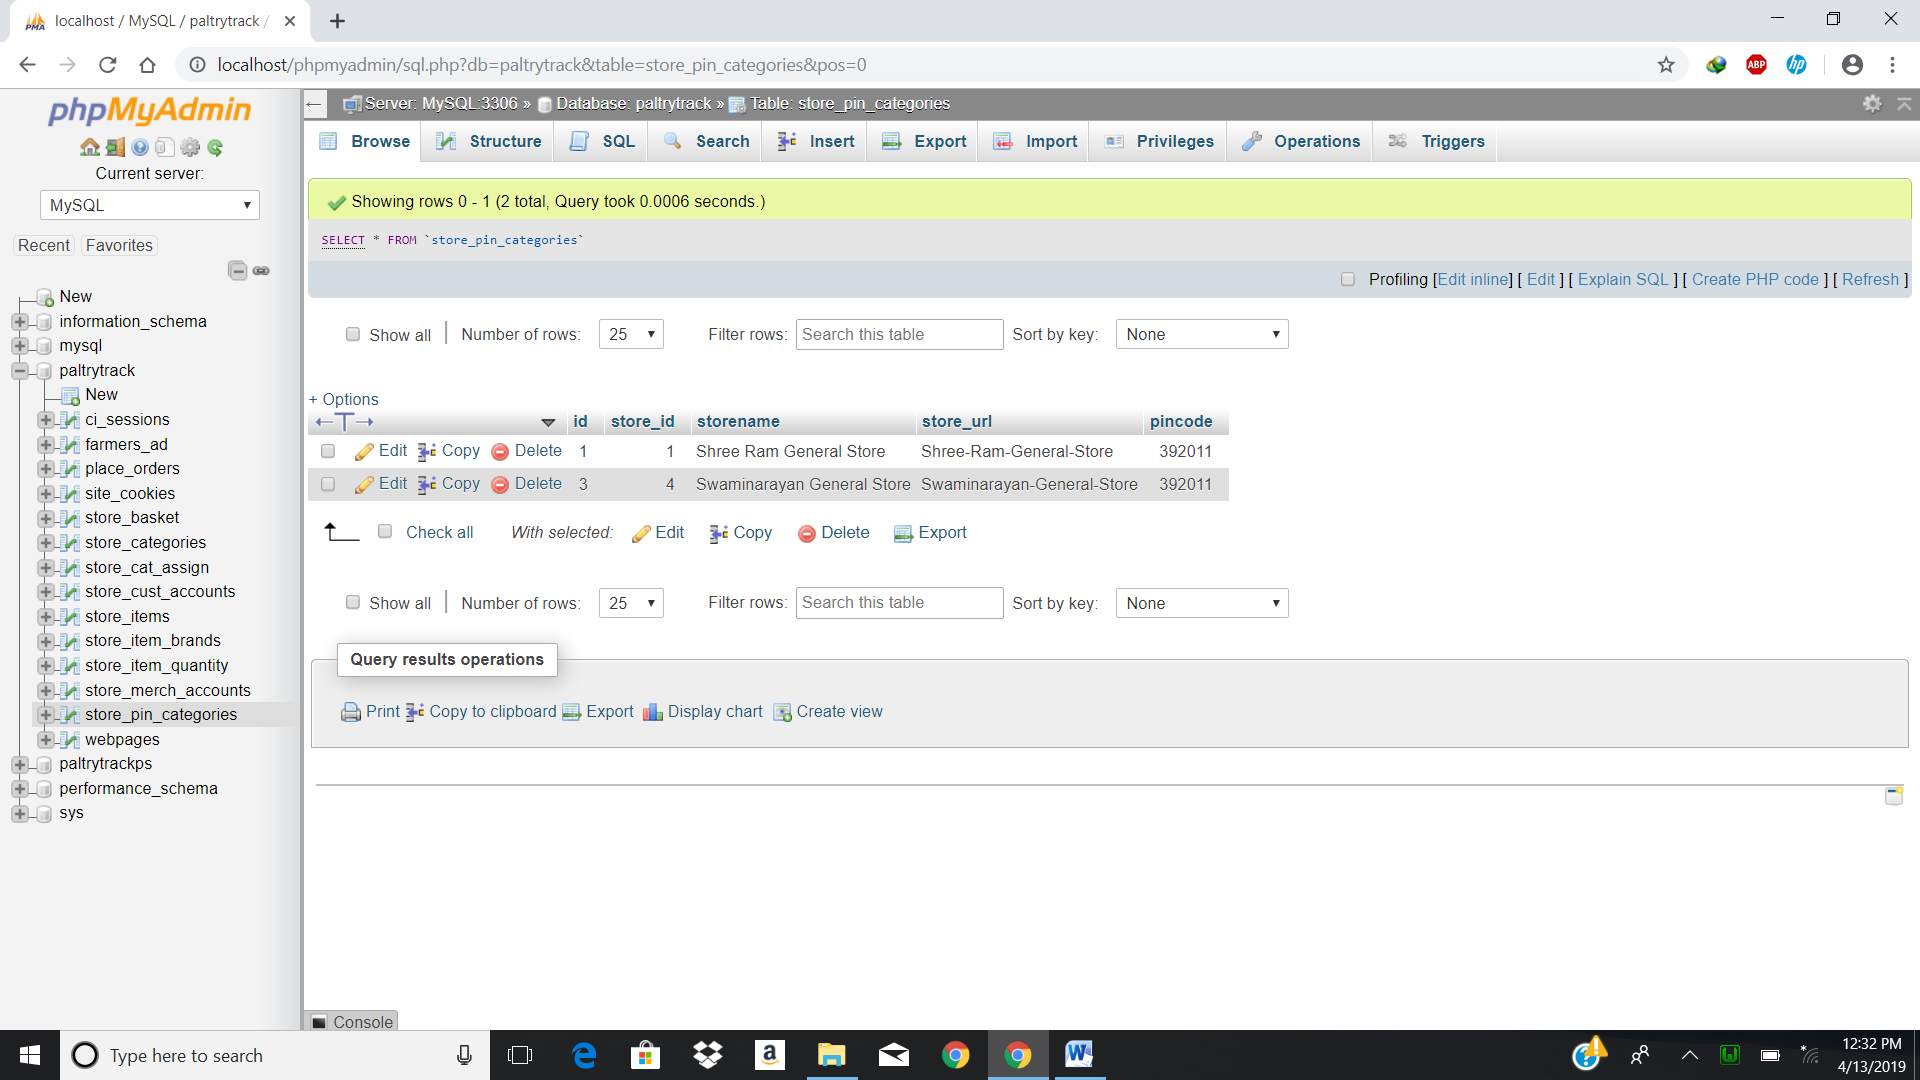 localhost / MySQL / paltrytrack /
localhost/phpmyadmin/sql.php?db=paltrytrack&table=store_pin_categories&pos=0
ABP
hp
phpMyAdmin
Current server:
MySQL
Recent Favorites
New
information_schema
mysql
paltrytrack
New
ci_sessions
farmers_ad
place_orders
site_cookies
store_basket
store_categories
store_cat_assign
store_cust_accounts
store_items
store_item_brands
store_item_quantity
store_merch_accounts
store_pin_categories
webpages
paltrytrackps
performance_schema
sys
Server: MySQL:3306 » Database: paltrytrack » Table: store_pin_categories
Browse Structure SQL Search Insert Export Import Privileges Operations Triggers
Showing rows 0 - 1 (2 total, Query took 0.0006 seconds.)
SELECT * FROM `store_pin_categories`
Profiling [Edit inline] [ Edit ] [ Explain SQL ] [ Create PHP code ] [ Refresh ]
Show all Number of rows: 25 Filter rows: Search this table Sort by key: None
+ Options
id store_id storename store_url pincode
Edit Copy Delete 1 1 Shree Ram General Store Shree-Ram-General-Store 392011
Edit Copy Delete 3 4 Swaminarayan General Store Swaminarayan-General-Store 392011
Check all With selected: Edit Copy Delete Export
Show all Number of rows: 25 Filter rows: Search this table Sort by key: None
Query results operations
Print Copy to clipboard Export Display chart Create view
Console
Type here to search
12:32 PM
4/13/2019